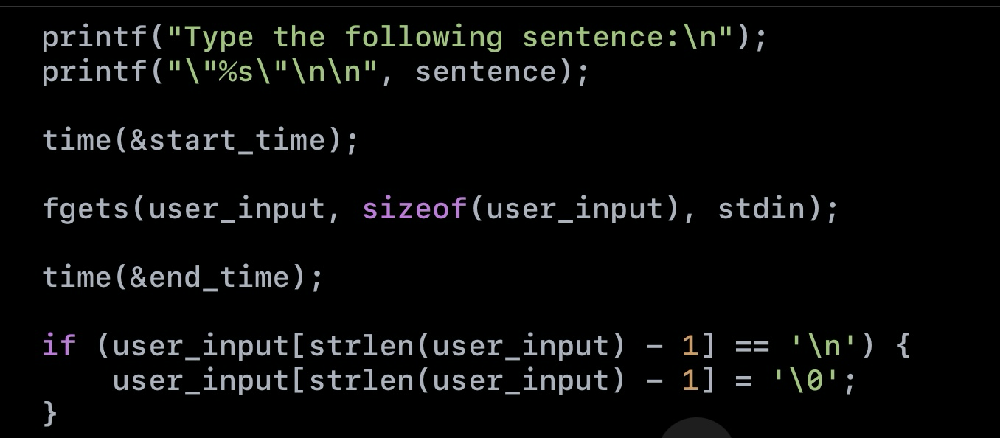 printf("Type the following sentence:\n");
printf("\"%s\"\n\n", sentence);
time(&start_time);
fgets(user_input, sizeof(user_input), stdin);
time(&end_time);
if (user_input[strlen(user_input) - 1] == '\n') {
    user_input[strlen(user_input) - 1] = '\0';
}